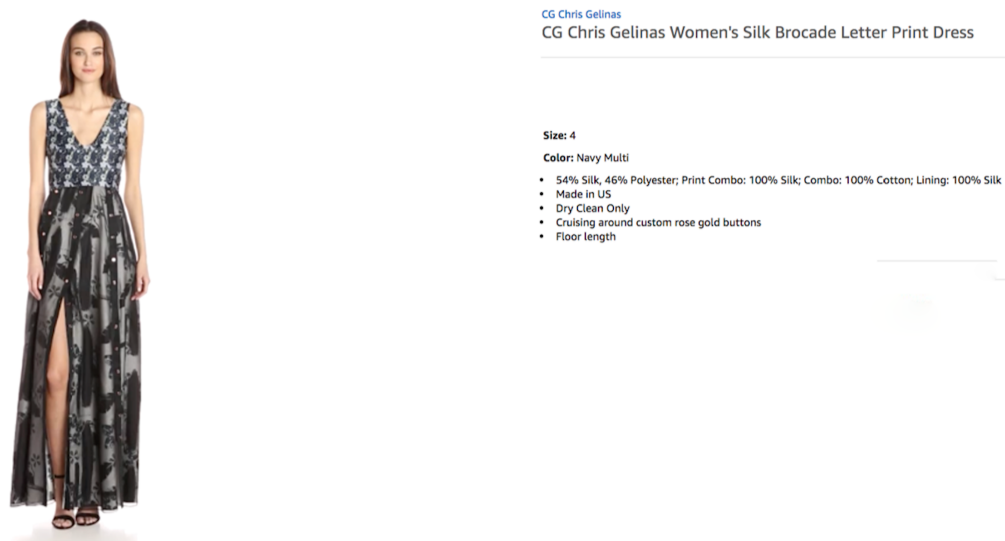 CG Chris Gelinas
CG Chris Gelinas Women's Silk Brocade Letter Print Dress
Size: 4
Color: Navy Multi
• 54% Silk, 46% Polyester; Print Combo: 100% Silk; Combo: 100% Cotton; Lining: 100% Silk
• Made in US
• Dry Clean Only
• Cruising around custom rose gold buttons
• Floor length